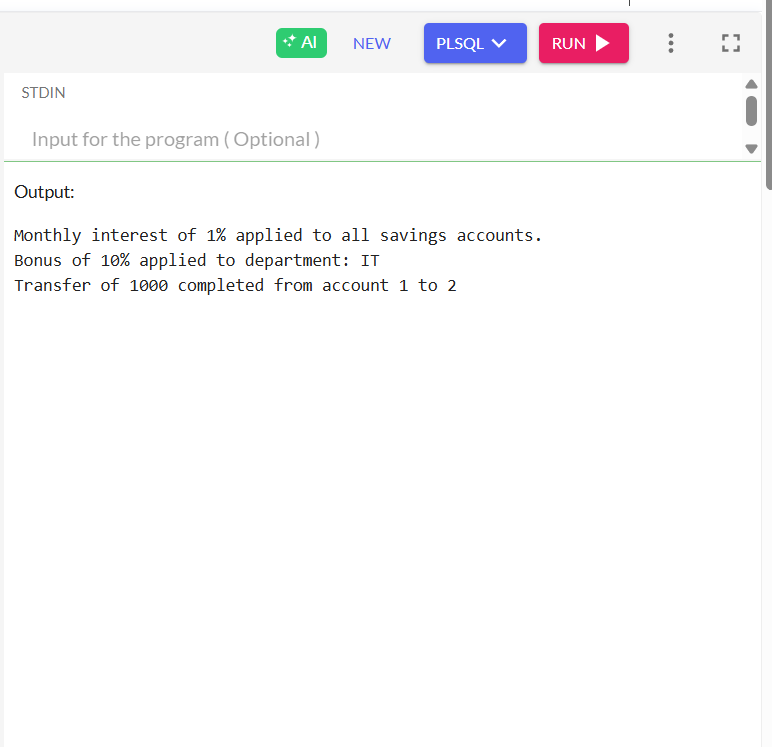 AI NEW PLSQL RUN
STDIN
Input for the program ( Optional )
Output:
Monthly interest of 1% applied to all savings accounts.
Bonus of 10% applied to department: IT
Transfer of 1000 completed from account 1 to 2